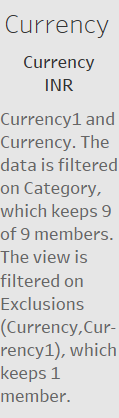 Currency
Currency
INR
Currency1 and
Currency. The
data is filtered
on Category,
which keeps 9
of 9 members.
The view is
filtered on
Exclusions
(Currency,Cur-
rency1), which
keeps 1
member.